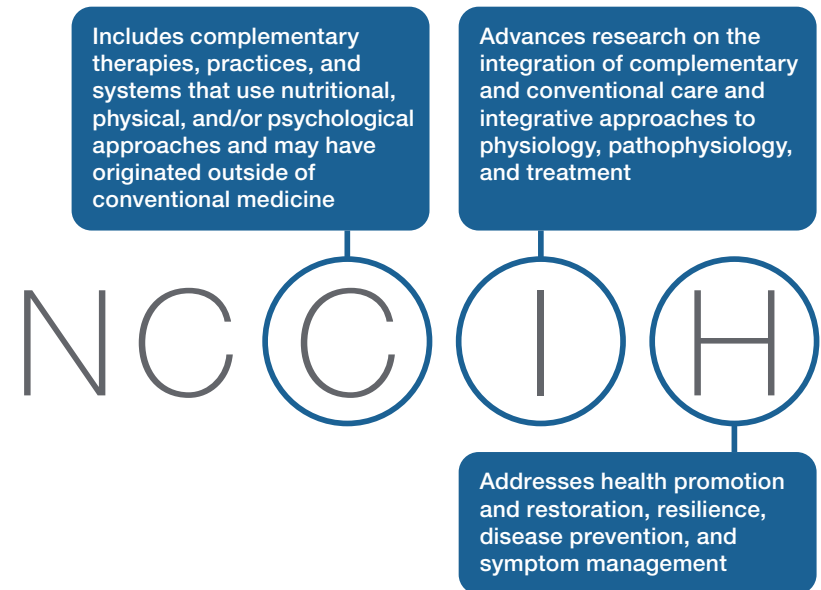 Includes complementary
therapies, practices, and
systems that use nutritional,
physical, and/or psychological
approaches and may have
originated outside of
conventional medicine
Advances research on the
integration of complementary
and conventional care and
integrative approaches to
physiology, pathophysiology,
and treatment
NCCIH
Addresses health promotion
and restoration, resilience,
disease prevention, and
symptom management